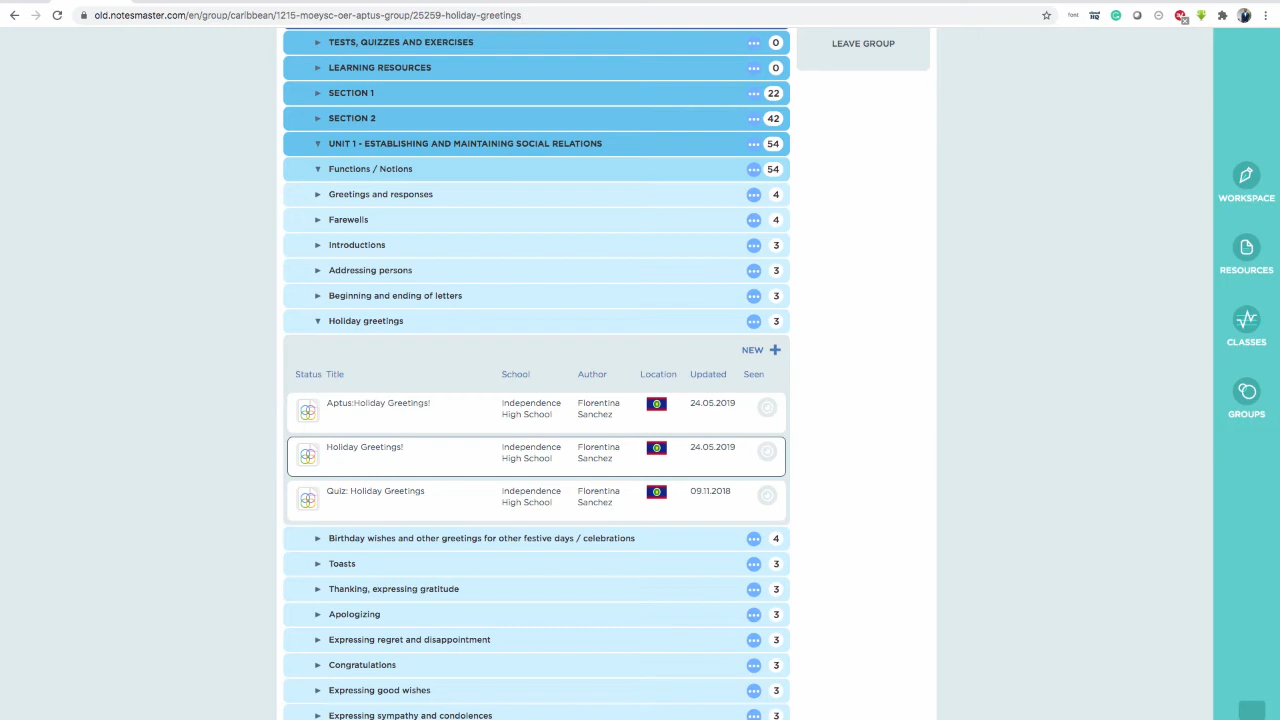 old.notesmaster.com/en/group/caribbean/1215-moeysc-oer-aptus-group/25259-holiday-greetings
LEAVE GROUP
TESTS, QUIZZES AND EXERCISES 0
LEARNING RESOURCES 0
SECTION 1 22
SECTION 2 42
UNIT 1 - ESTABLISHING AND MAINTAINING SOCIAL RELATIONS 54
Functions / Notions 54
Greetings and responses 4
Farewells 4
Introductions 3
Addressing persons 3
Beginning and ending of letters 3
Holiday greetings 3
NEW +
Status Title School Author Location Updated Seen
Aptus:Holiday Greetings! Independence Florentina 24.05.2019
High School Sanchez
Holiday Greetings! Independence Florentina 24.05.2019
High School Sanchez
Quiz: Holiday Greetings Independence Florentina 09.11.2018
High School Sanchez
Birthday wishes and other greetings for other festive days / celebrations 4
Toasts 3
Thanking, expressing gratitude 3
Apologizing 3
Expressing regret and disappointment 3
Congratulations 3
Expressing good wishes 3
Expressing sympathy and condolences 3
WORKSPACE
RESOURCES
CLASSES
GROUPS